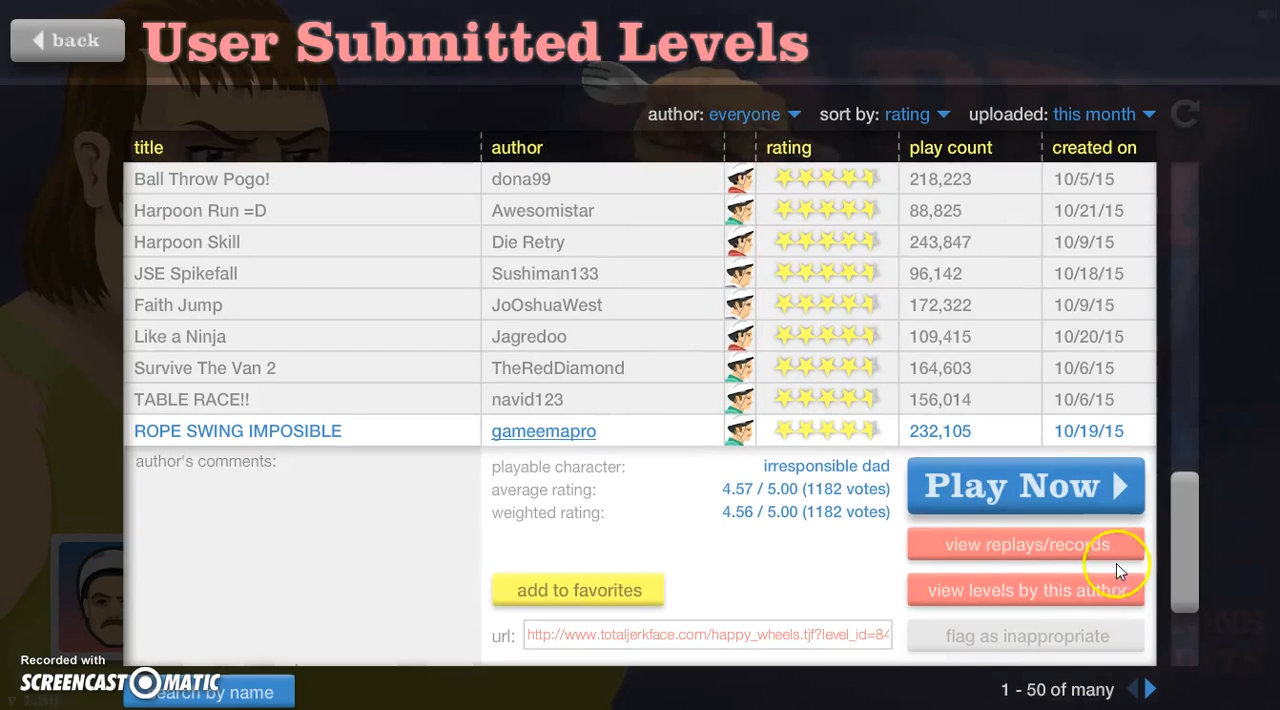 back
User Submitted Levels
author: everyone sort by: rating uploaded: this month
title author rating play count created on
Ball Throw Pogo! dona99 218,223 10/5/15
Harpoon Run =D Awesomistar 88,825 10/21/15
Harpoon Skill Die Retry 243,847 10/9/15
JSE Spikefall Sushiman133 96,142 10/18/15
Faith Jump JoOshuaWest 172,322 10/9/15
Like a Ninja Jagredoo 109,415 10/20/15
Survive The Van 2 TheRedDiamond 164,603 10/6/15
TABLE RACE!! navid123 156,014 10/6/15
ROPE SWING IMPOSIBLE gameemapro 232,105 10/19/15
author's comments: playable character: irresponsible dad Play Now
average rating: 4.57 / 5.00 (1182 votes)
weighted rating: 4.56 / 5.00 (1182 votes)
view replays/records
add to favorites view levels by this author
url: http://www.totaljerkface.com/happy_wheels.tjf?level_id=84 flag as inappropriate
Recorded with
SCREENCAST-O-MATIC
search by name 1 - 50 of many